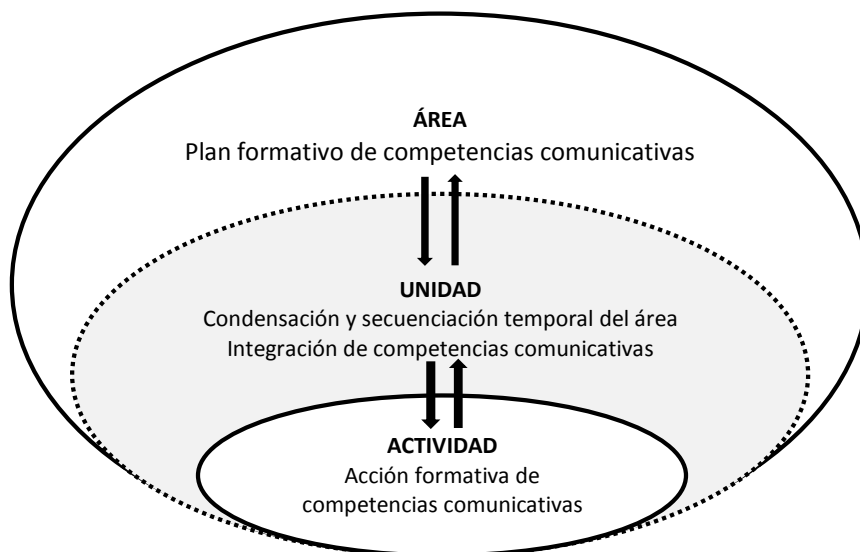 ÁREA
Plan formativo de competencias comunicativas
UNIDAD
Condensación y secuenciación temporal del área
Integración de competencias comunicativas
ACTIVIDAD
Acción formativa de
competencias comunicativas